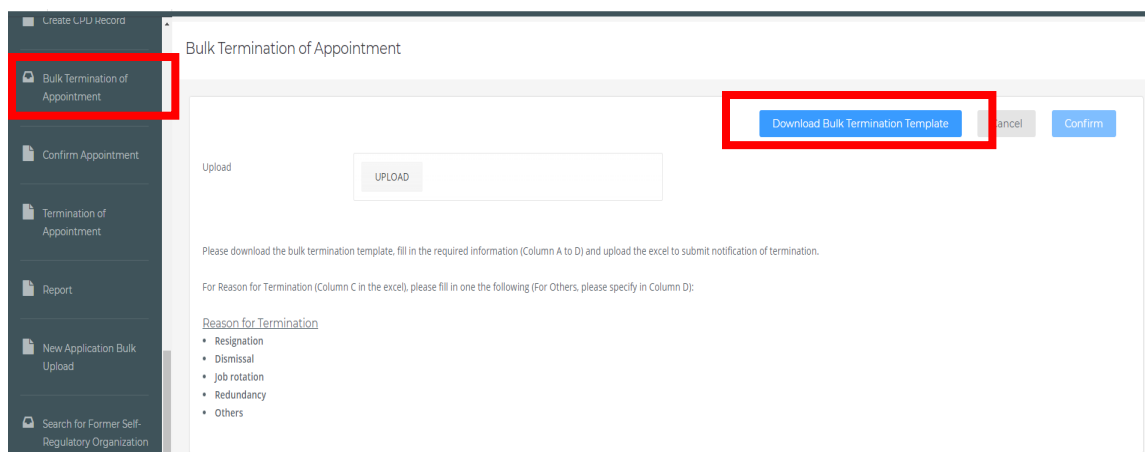 Create CPD Record
Bulk Termination of
Appointment
Confirm Appointment
Termination of
Appointment
Report
New Application Bulk
Upload
Search for Former Self-
Regulatory Organization
Bulk Termination of Appointment
Download Bulk Termination Template
Cancel
Confirm
Upload
UPLOAD
Please download the bulk termination template, fill in the required information (Column A to D) and upload the excel to submit notification of termination.
For Reason for Termination (Column C in the excel), please fill in one the following (For Others, please specify in Column D):
Reason for Termination
• Resignation
• Dismissal
• Job rotation
• Redundancy
• Others